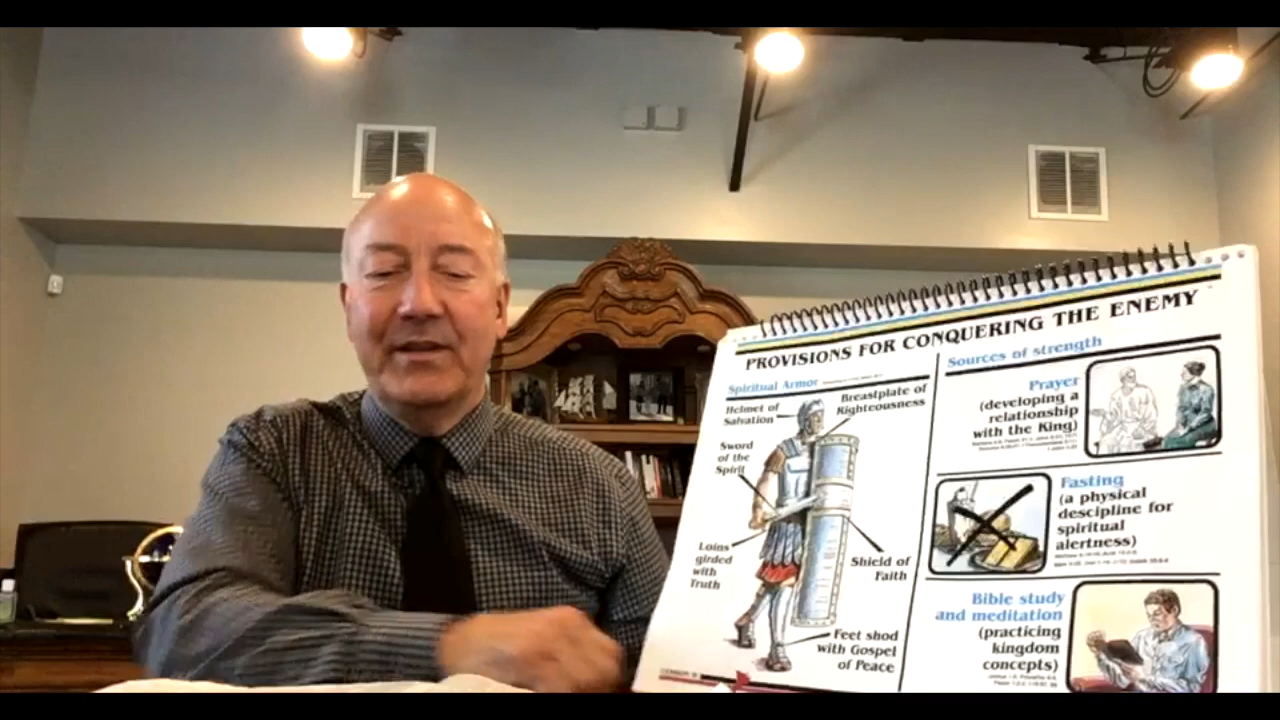 PROVISIONS FOR CONQUERING THE ENEMY
Spiritual Armor
Helmet of
Salvation
Breastplate of
Righteousness
Sword
of the
Spirit
Loins
girded
with
Truth
Shield of
Faith
Feet shod
with Gospel
of Peace
Sources of strength
Prayer
(developing a
relationship
with the King)
Fasting
(a physical
descipline for
spiritual
alertness)
Bible study
and meditation
(practicing
kingdom
concepts)